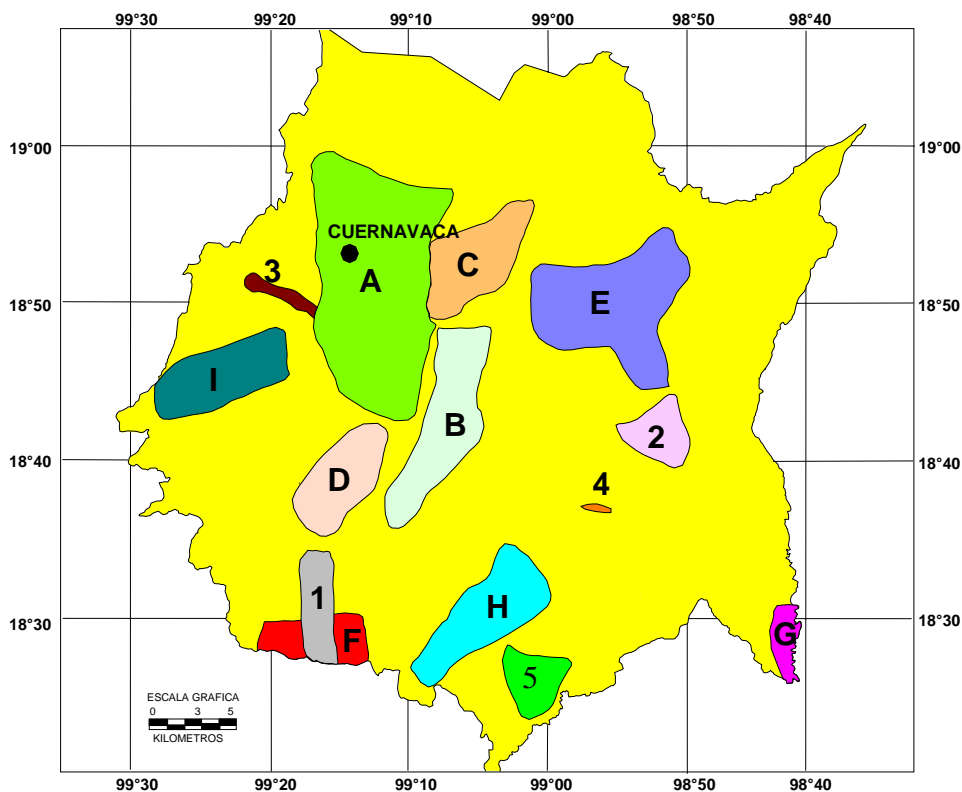 99°30 99°20 99°10 99°00 98°50 98°40
19°00 19°00
CUERNAVACA
3 A C
18°50 E 18°50
I
B 2
18°40 18°40
D 4
1 H
18°30 18°30
F G
5
ESCALA GRAFICA
0 3 5
KILOMETROS
99°30 99°20 99°10 99°00 98°50 98°40